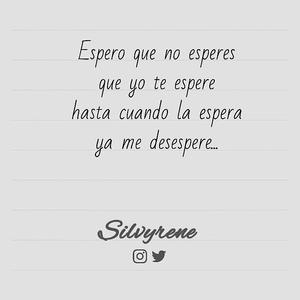 Espero que no esperes
que yo te espere
hasta cuando la espera
ya me desespere...
Silvyrene